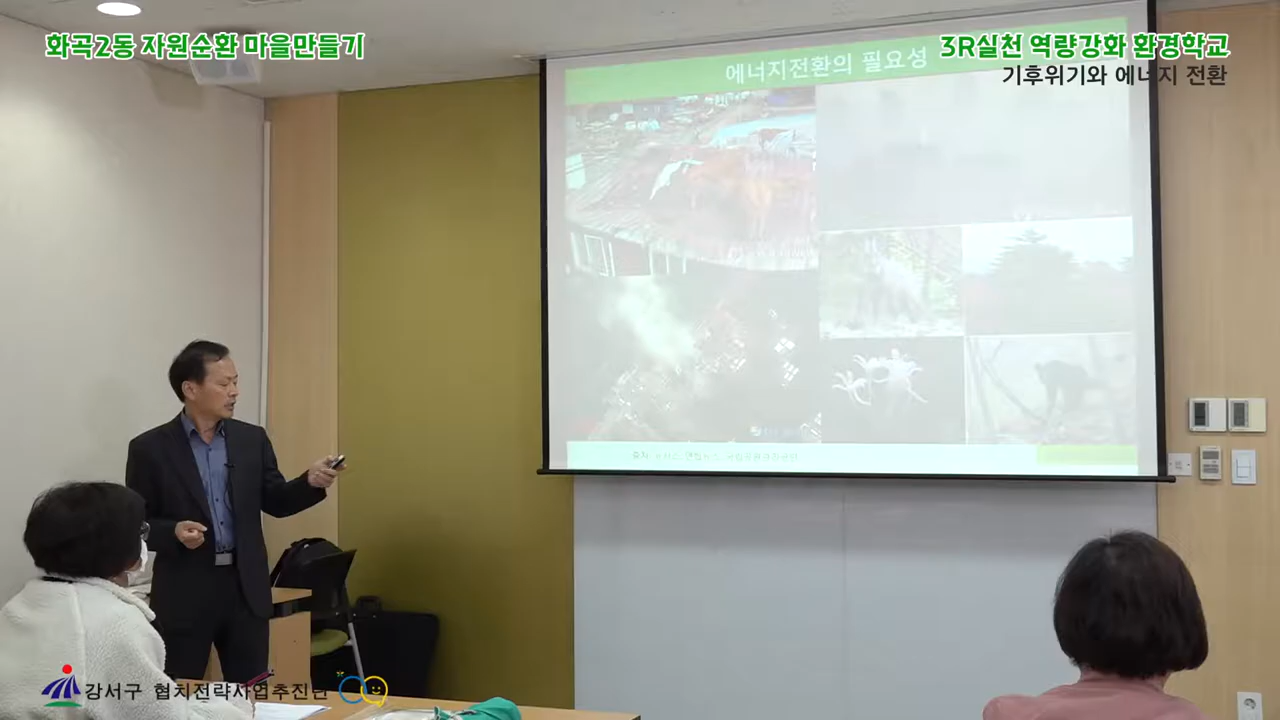 화곡2동 자원순환 마을만들기
3R실천 역량강화 환경학교
기후위기와 에너지 전환
에너지전환의 필요성
강서구 협치전략사업추진단